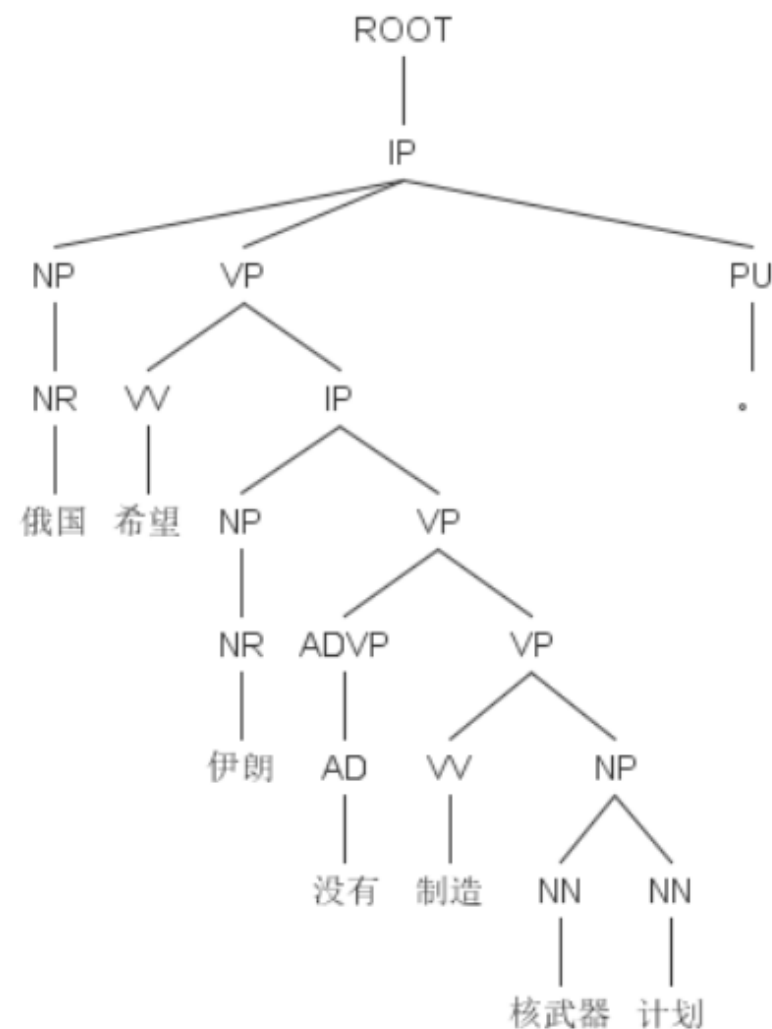 ROOT
IP
NP VP PU
NR VV IP 。
俄国 希望 NP VP
NR ADVP VP
伊朗 AD VV NP
没有 制造 NN NN
核武器 计划